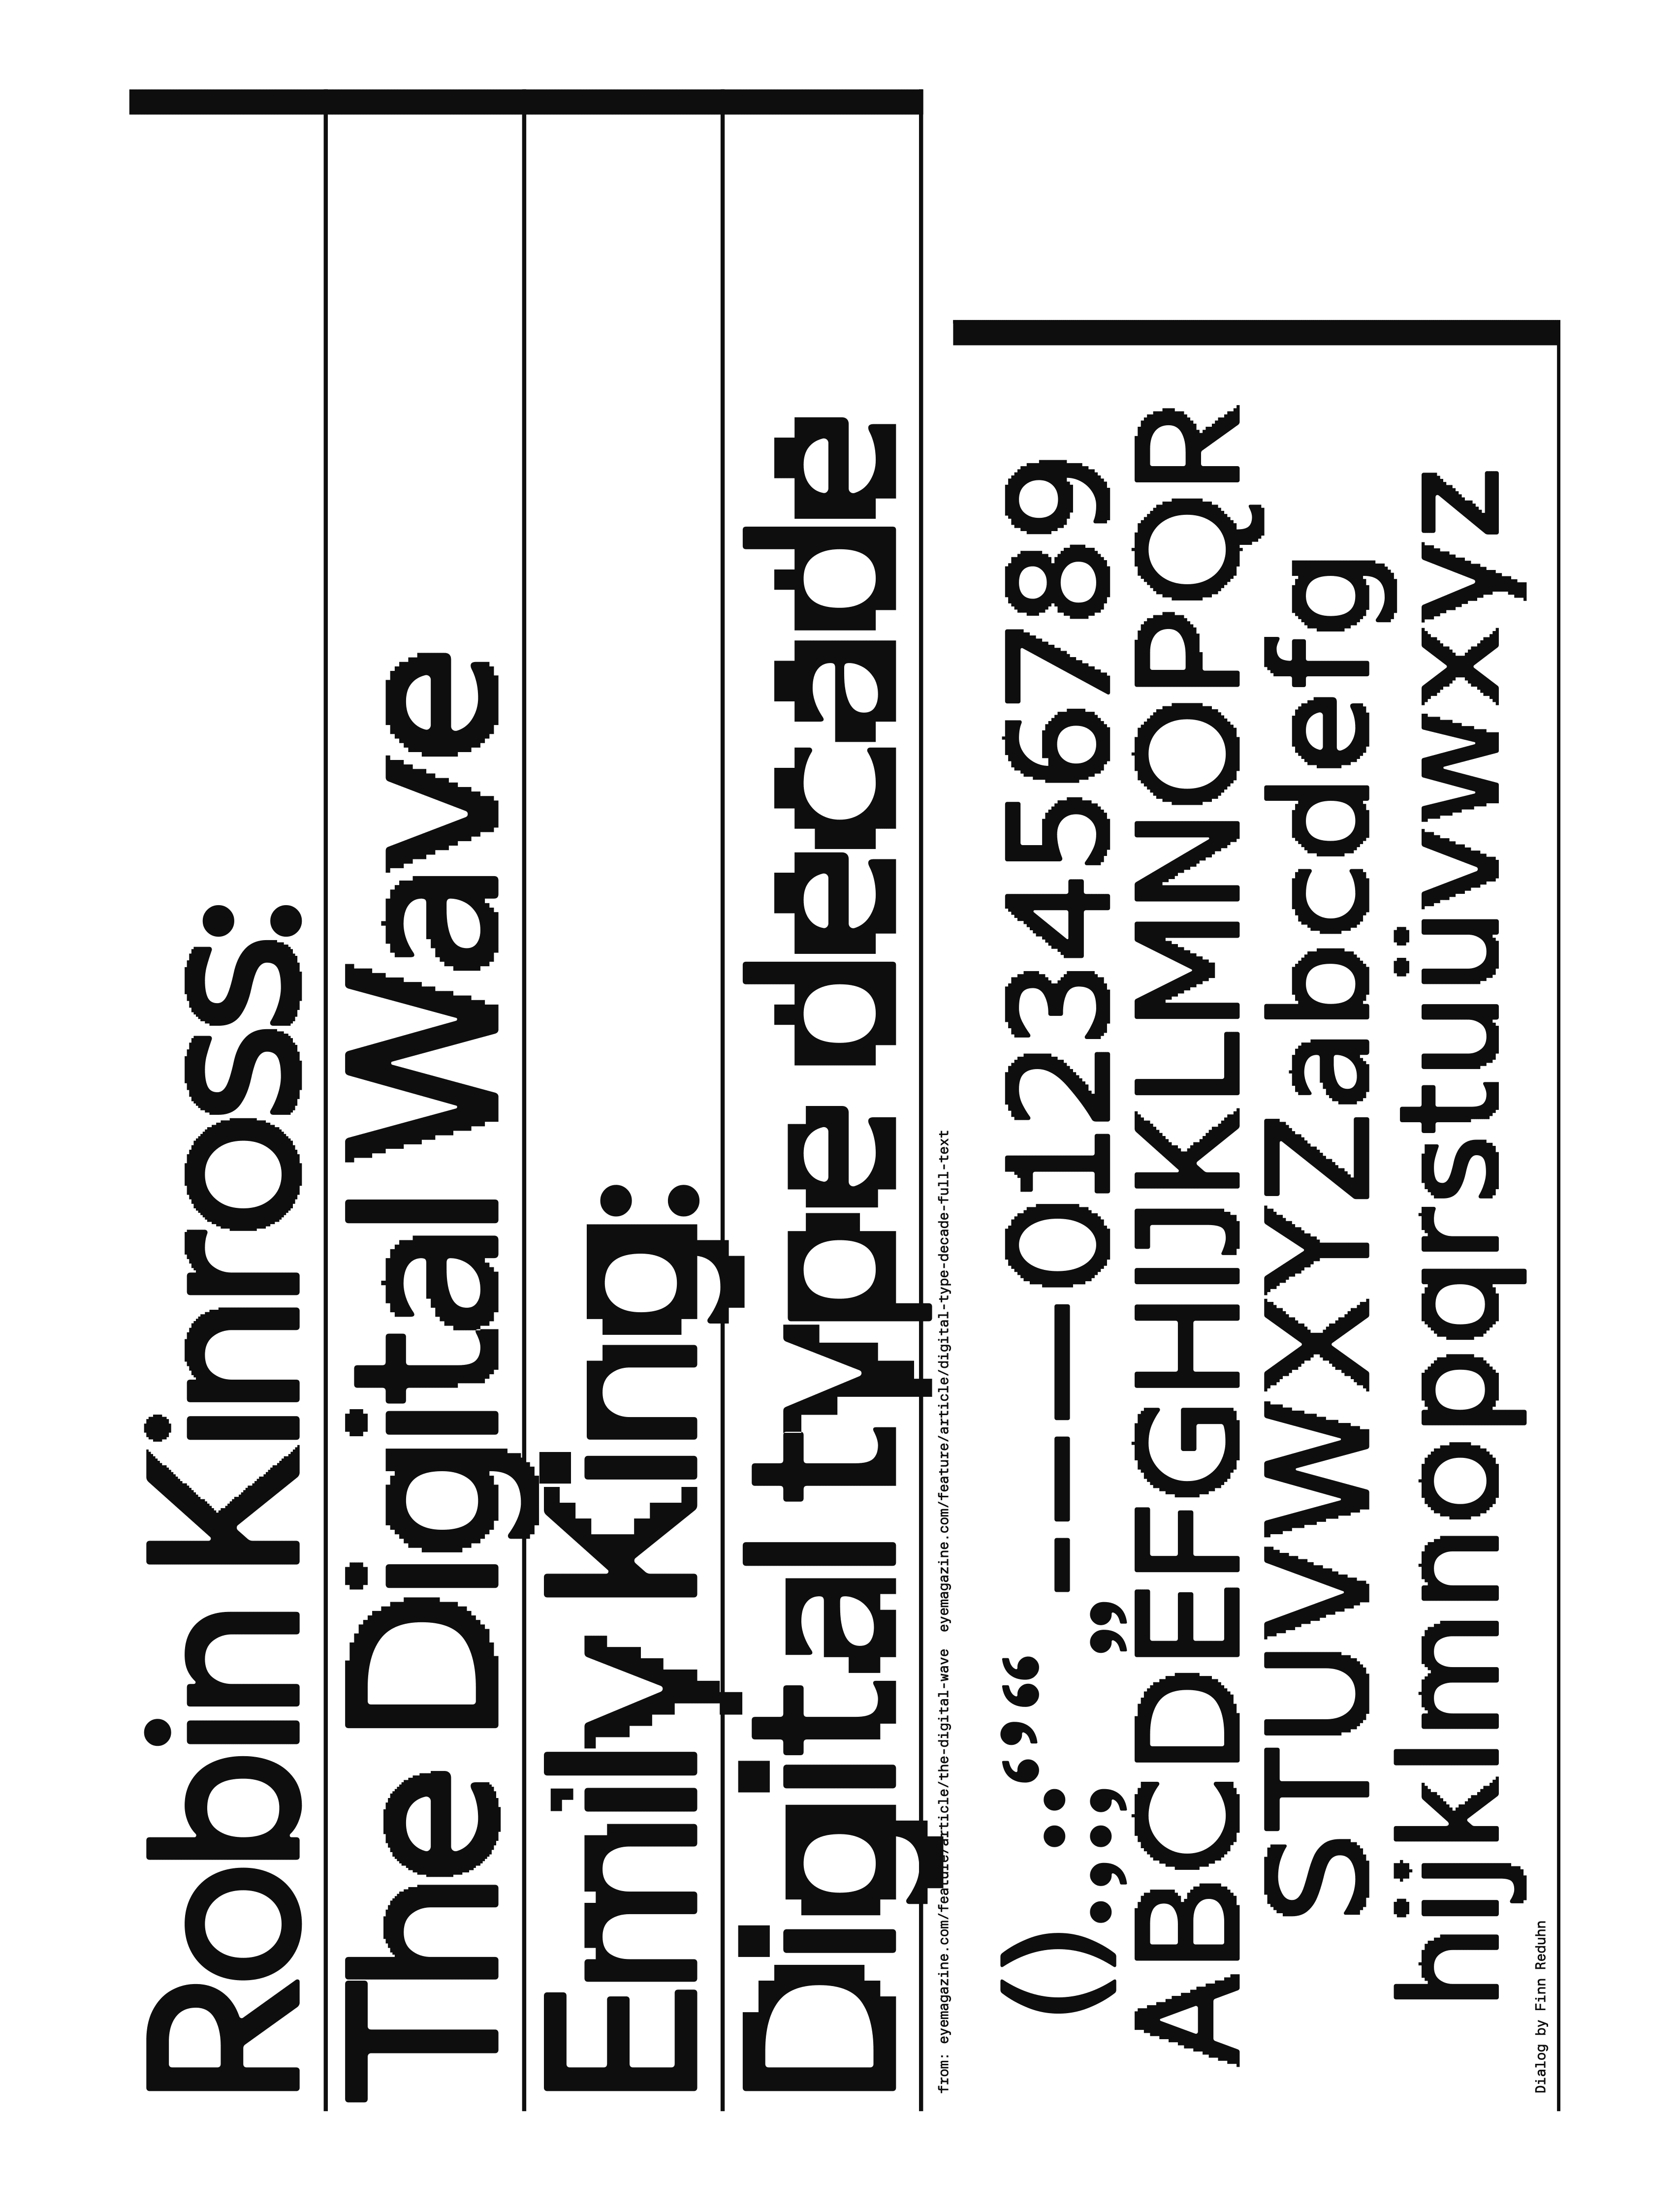 Robin Kinross:
The Digital Wave
Emily King:
Digital type decade
from: eyemagazine.com/feature/article/the-digital-wave eyemagazine.com/feature/article/digital-type-decade-full-text
().,:;‘’“„-–—0123456789
ABCDEFGHIJKLMNOPQR
STUVWXYZabcdefg
hijklmnopqrstuüvwxyz
Dialog by Finn Reduhn